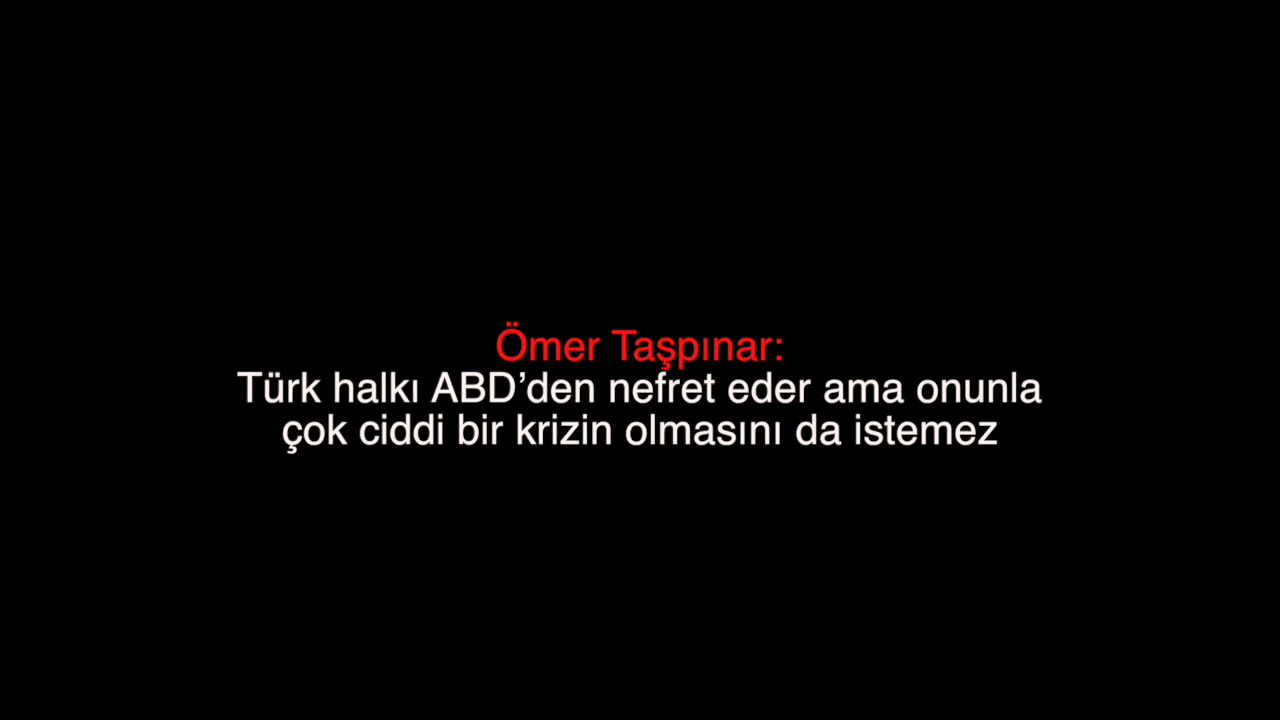 Ömer Taşpınar:
Türk halkı ABD’den nefret eder ama onunla
çok ciddi bir krizin olmasını da istemez